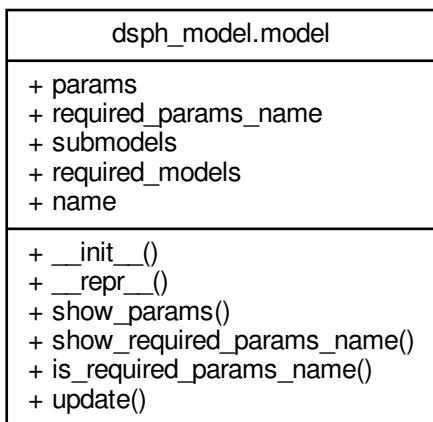 dsph_model.model
+ params
+ required_params_name
+ submodels
+ required_models
+ name
+ __init__()
+ __repr__()
+ show_params()
+ show_required_params_name()
+ is_required_params_name()
+ update()